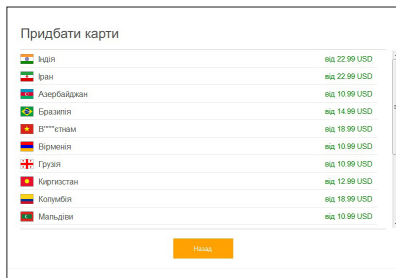 Придбати карти
Індія від 22.99 USD
Іран від 22.99 USD
Азербайджан від 10.99 USD
Бразилія від 14.99 USD
В'"''єтнам від 18.99 USD
Вірменія від 10.99 USD
Грузія від 10.99 USD
Киргизстан від 12.99 USD
Колумбія від 18.99 USD
Мальдіви від 10.99 USD
Назад